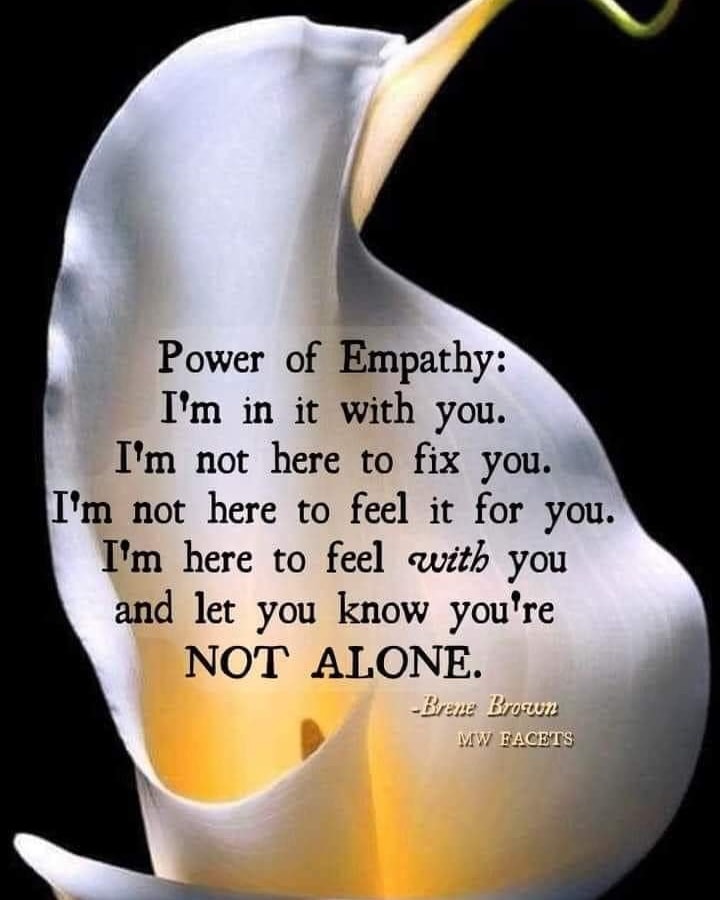 Power of Empathy:
I'm in it with you.
I'm not here to fix you.
I'm not here to feel it for you.
I'm here to feel with you
and let you know you're
NOT ALONE.
-Brene Brown
MW FACETS